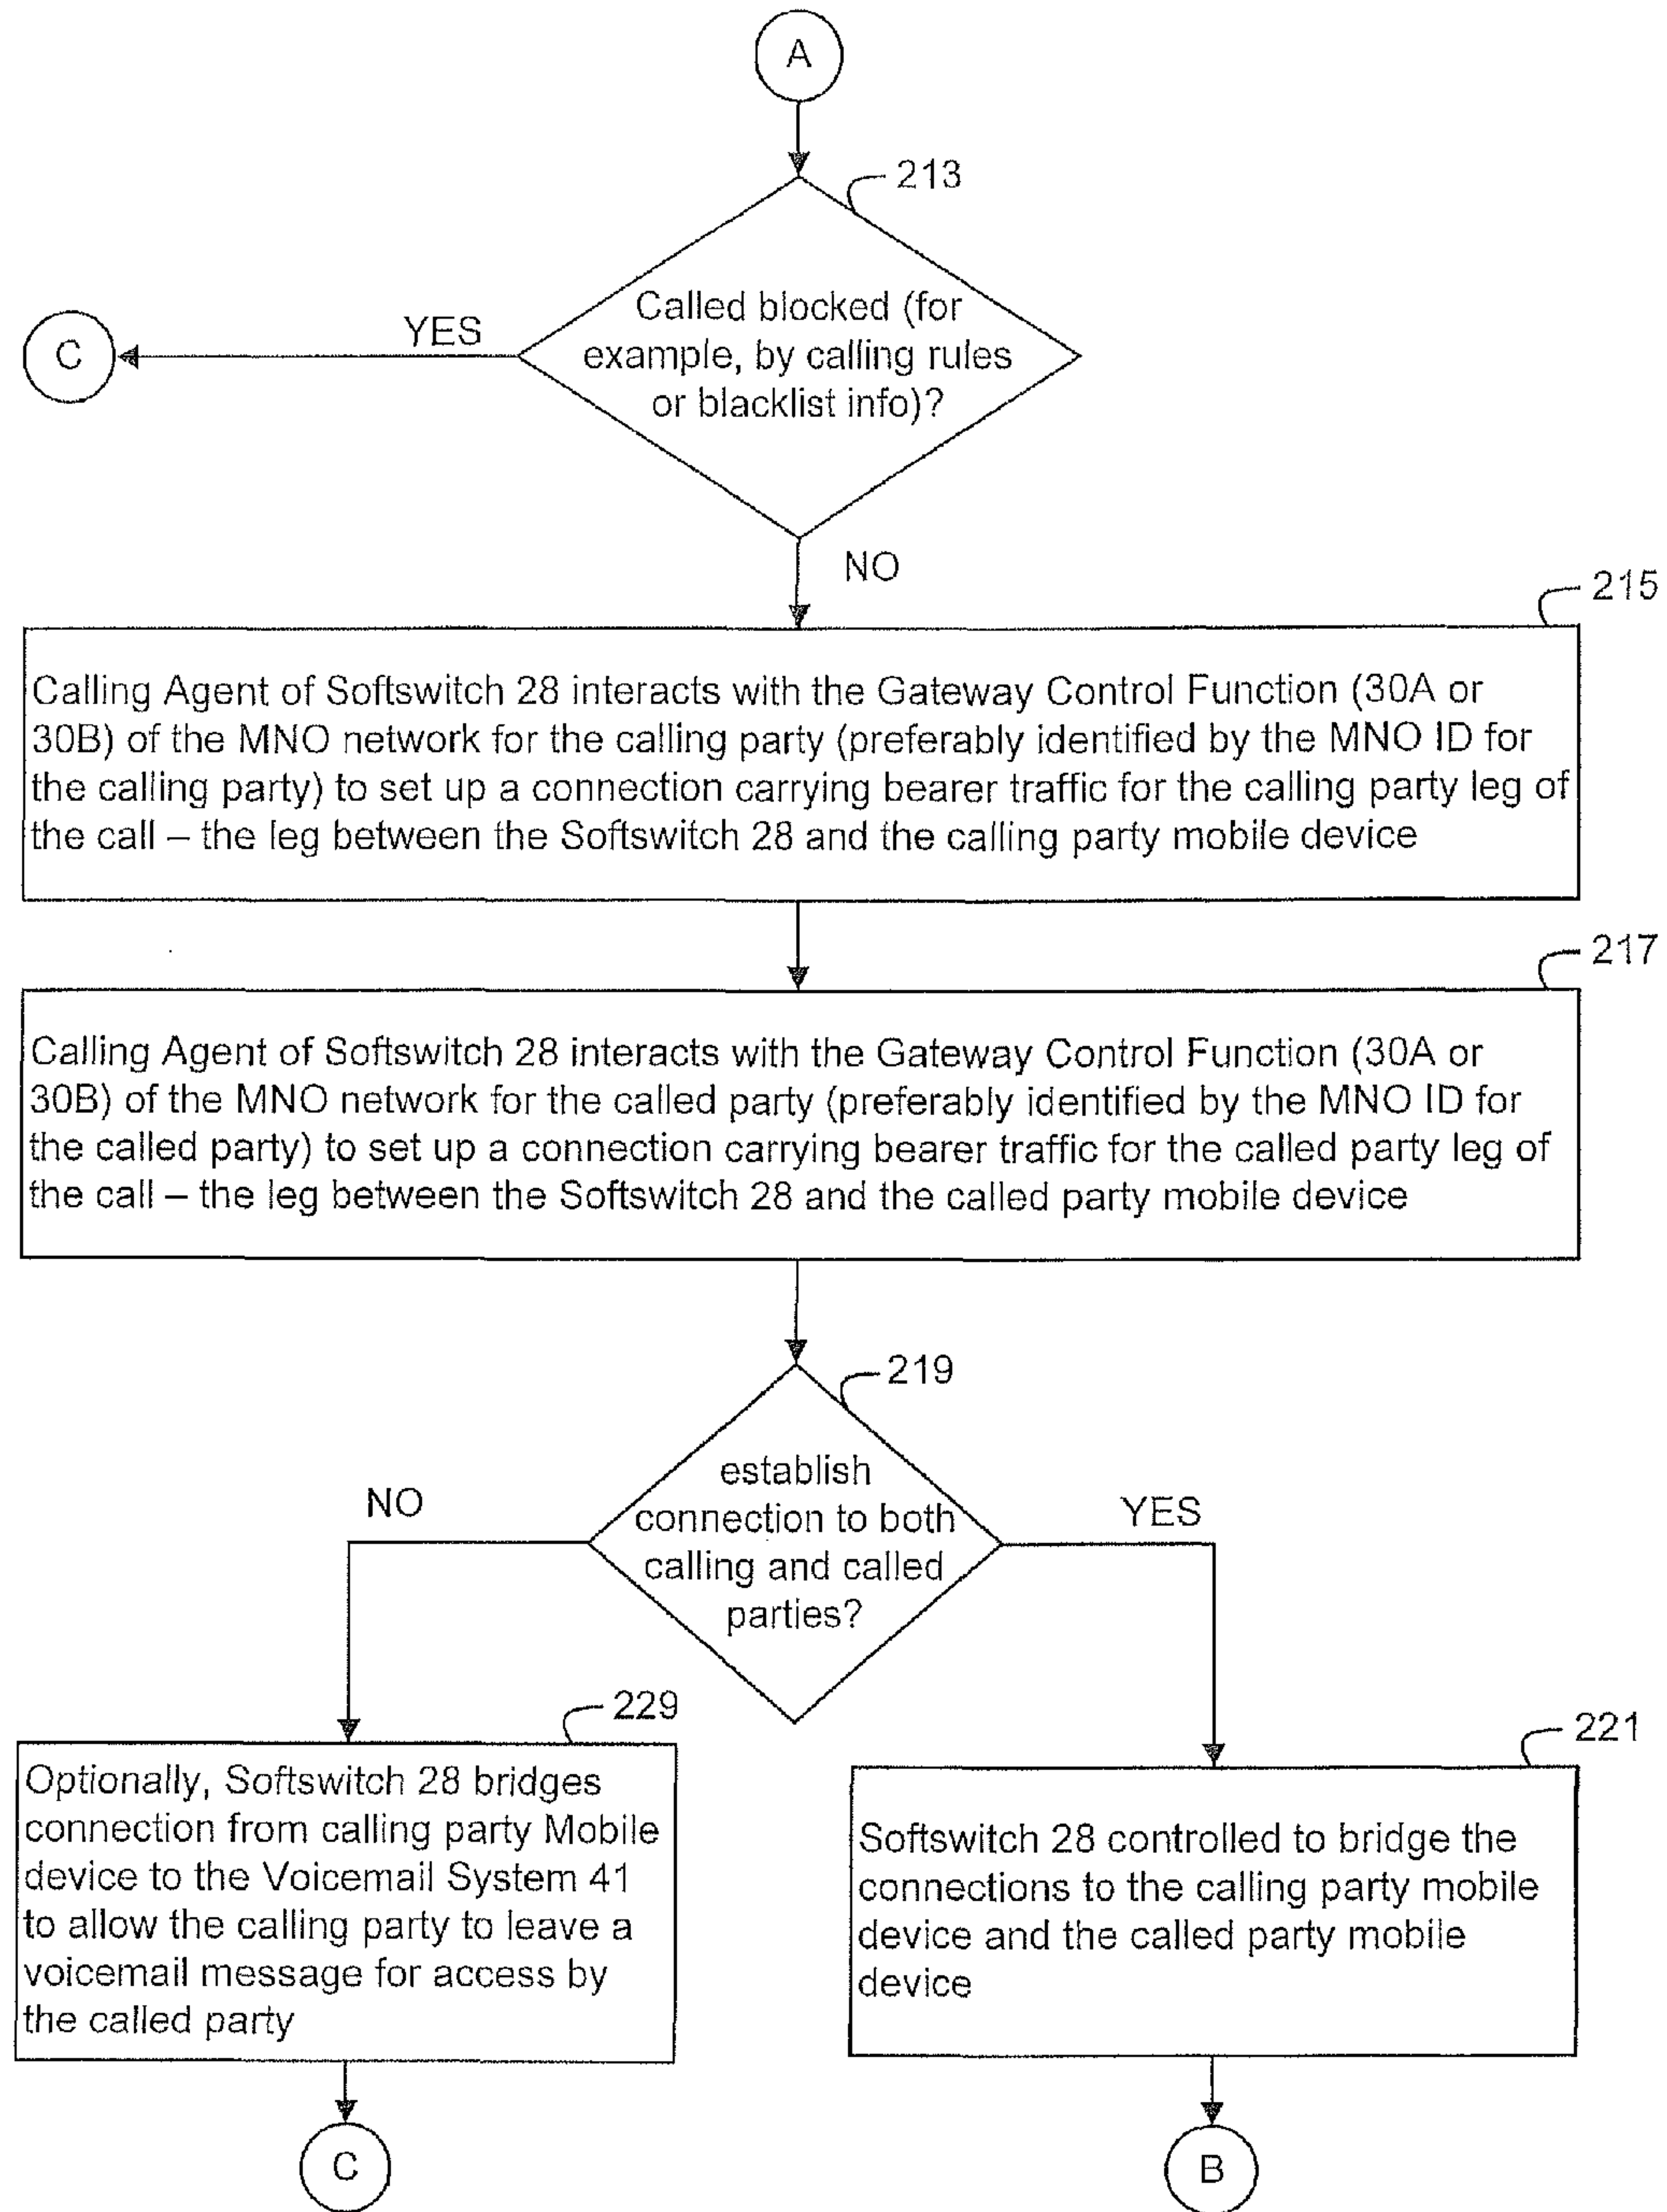 A
213
Called blocked (for
example, by calling rules
or blacklist info)?
YES
C
NO
215
Calling Agent of Softswitch 28 interacts with the Gateway Control Function (30A or
30B) of the MNO network for the calling party (preferably identified by the MNO ID for
the calling party) to set up a connection carrying bearer traffic for the calling party leg of
the call – the leg between the Softswitch 28 and the calling party mobile device
217
Calling Agent of Softswitch 28 interacts with the Gateway Control Function (30A or
30B) of the MNO network for the called party (preferably identified by the MNO ID for
the called party) to set up a connection carrying bearer traffic for the called party leg of
the call – the leg between the Softswitch 28 and the called party mobile device
219
establish
connection to both
calling and called
parties?
NO
YES
229
Optionally, Softswitch 28 bridges
connection from calling party Mobile
device to the Voicemail System 41
to allow the calling party to leave a
voicemail message for access by
the called party
221
Softswitch 28 controlled to bridge the
connections to the calling party mobile
device and the called party mobile
device
C
B